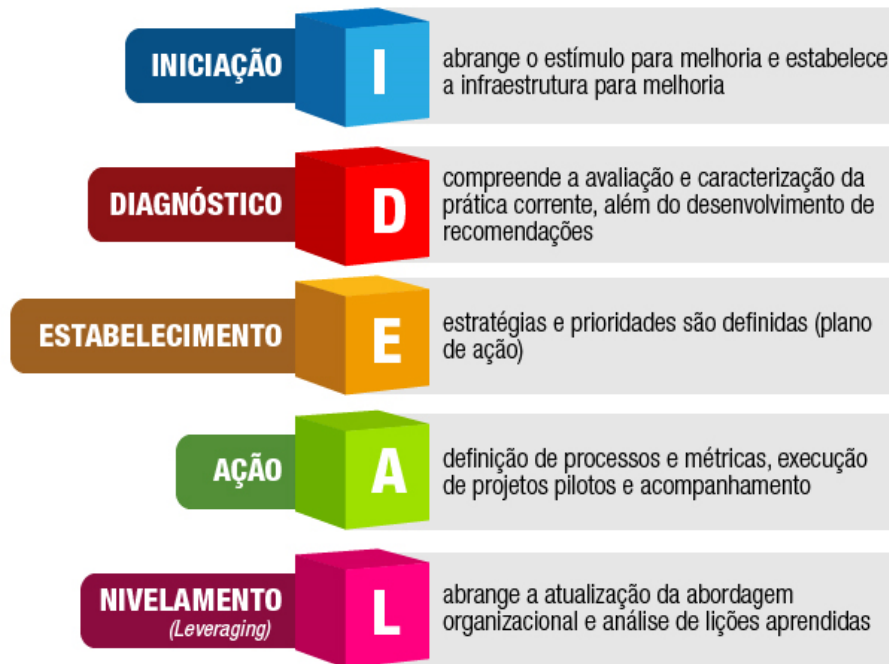 INICIAÇÃO
I
abrange o estímulo para melhoria e estabelece
a infraestrutura para melhoria
DIAGNÓSTICO
D
compreende a avaliação e caracterização da
prática corrente, além do desenvolvimento de
recomendações
ESTABELECIMENTO
E
estratégias e prioridades são definidas (plano
de ação)
AÇÃO
A
definição de processos e métricas, execução
de projetos pilotos e acompanhamento
NIVELAMENTO
(Leveraging)
L
abrange a atualização da abordagem
organizacional e análise de lições aprendidas